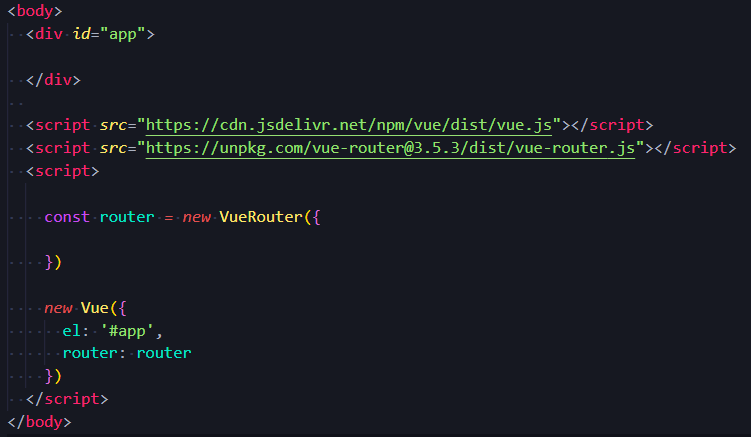 <body>
<div id="app">
</div>
<script src="https://cdn.jsdelivr.net/npm/vue/dist/vue.js"></script>
<script src="https://unpkg.com/vue-router@3.5.3/dist/vue-router.js"></script>
<script>
const router = new VueRouter({
})
new Vue({
el: '#app',
router: router
})
</script>
</body>